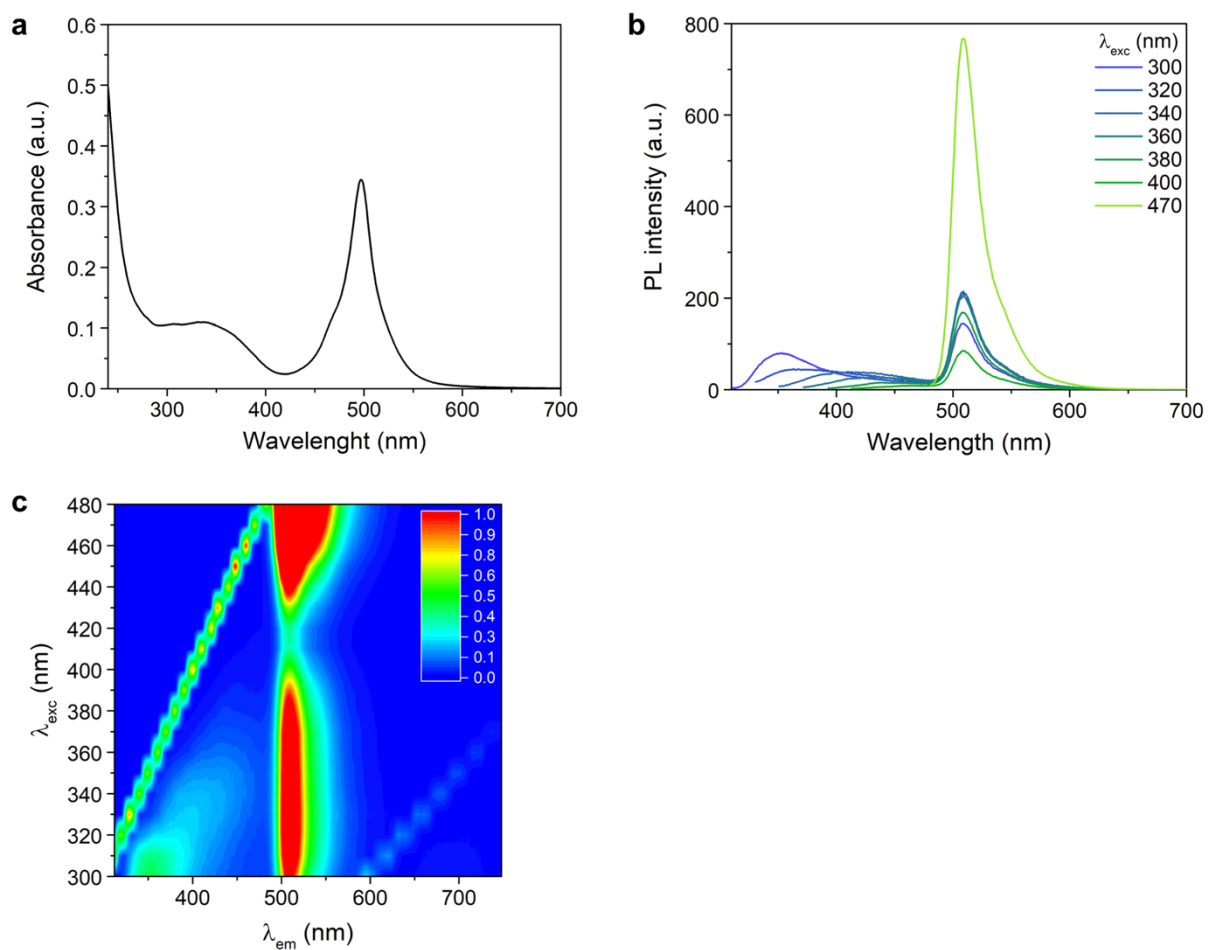 a
0.6
0.5
0.4
0.3
0.2
0.1
0.0
Absorbance (a.u.)
300 400 500 600 700
Wavelenght (nm)
b
800
600
400
200
0
PL intensity (a.u.)
λexc (nm)
300
320
340
360
380
400
470
400 500 600 700
Wavelength (nm)
c
480
460
440
420
400
380
360
340
320
300
λexc (nm)
1.0
0.9
0.8
0.6
0.5
0.4
0.3
0.1
0.0
400 500 600 700
λem (nm)